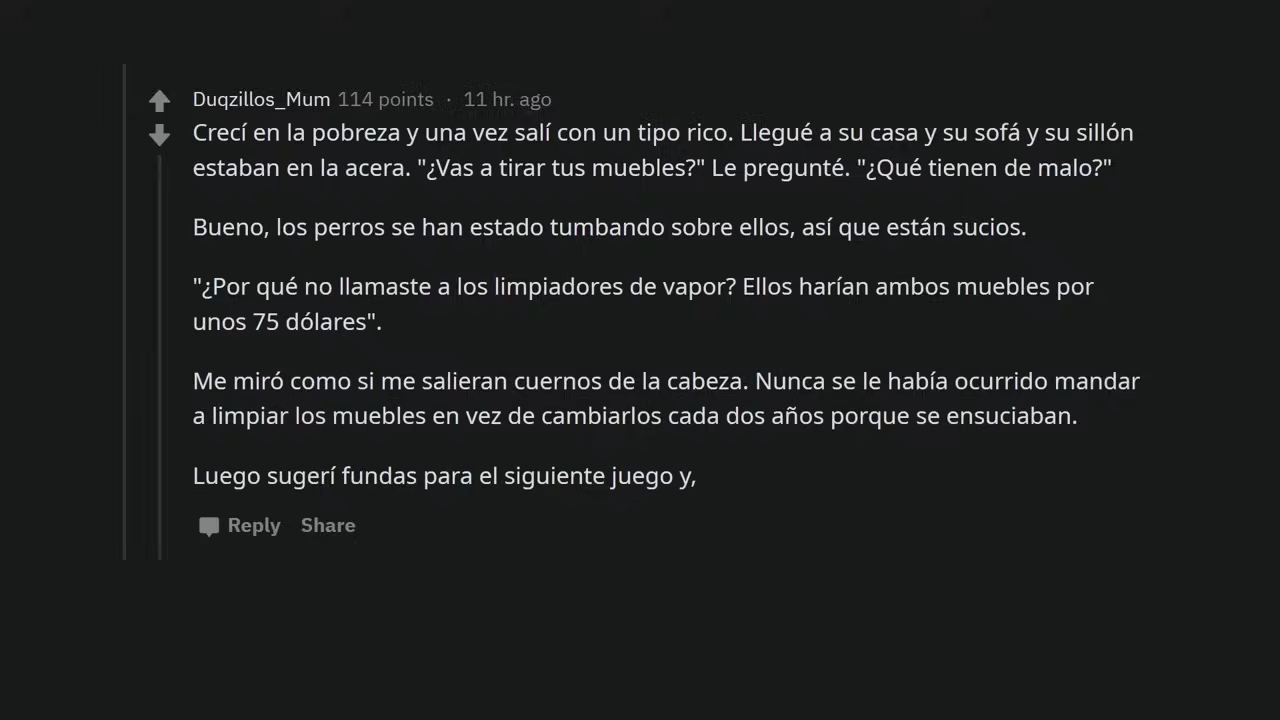 Duqzillos_Mum 114 points · 11 hr. ago
Crecí en la pobreza y una vez salí con un tipo rico. Llegué a su casa y su sofá y su sillón
estaban en la acera. "¿Vas a tirar tus muebles?" Le pregunté. "¿Qué tienen de malo?"
Bueno, los perros se han estado tumbando sobre ellos, así que están sucios.
"¿Por qué no llamaste a los limpiadores de vapor? Ellos harían ambos muebles por
unos 75 dólares".
Me miró como si me salieran cuernos de la cabeza. Nunca se le había ocurrido mandar
a limpiar los muebles en vez de cambiarlos cada dos años porque se ensuciaban.
Luego sugerí fundas para el siguiente juego y,
Reply Share